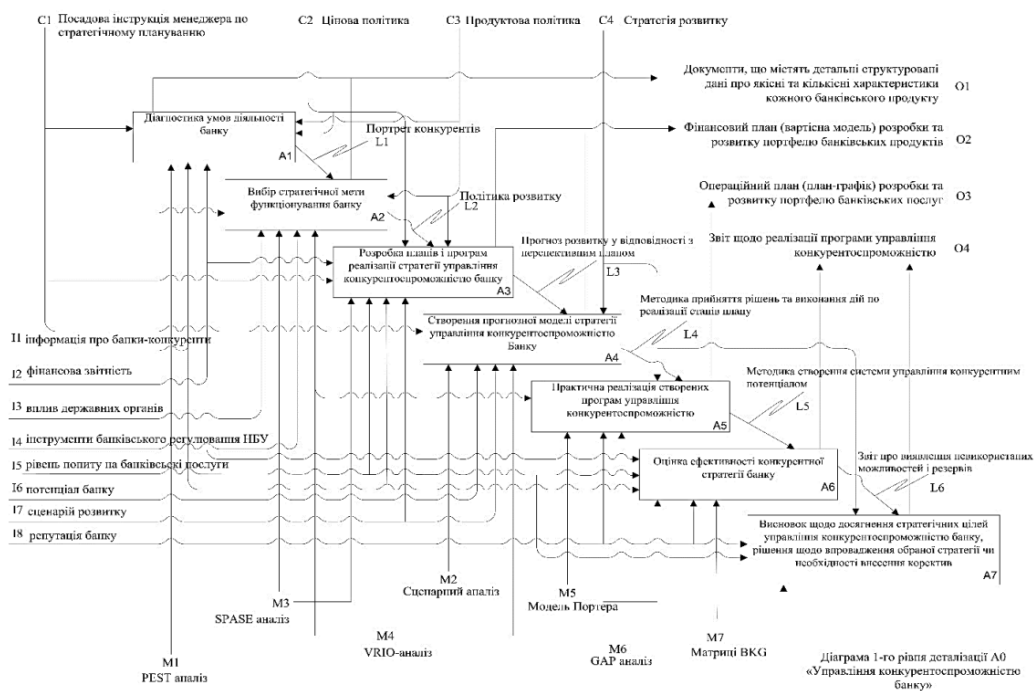 C1 Посадова інструкція менеджера по
стратегічному плануванню
C2 Цінова політика
C3 Продуктова політика
C4 Стратегія розвитку
Документи, що містять детальні структуровані
дані про якісні та кількісні характеристики
кожного банківського продукту
O1
Діагностика умов діяльності
банку
A1
Портрет конкурентів
L1
Фінансовий план (вартісна модель) розробки та
розвитку портфелю банківських продуктів
O2
Вибір стратегічної мети
функціонування банку
A2
Політика розвитку
L2
Операційний план (план-графік) розробки та
розвитку портфелю банківських послуг
O3
Звіт щодо реалізації програми управління
конкурентоспроможністю
O4
Розробка планів і програм
реалізації стратегії управління
конкурентоспроможністю банку
A3
Прогноз розвитку у відповідності з
перспективним планом
L3
Створення прогнозної моделі стратегії
управління конкурентоспроможністю
Банку
A4
Методика прийняття рішень та виконання дій по
реалізації етапів плану
L4
Практична реалізація створених
програм управління
конкурентоспроможністю
A5
Методика створення системи управління конкурентним
потенціалом
L5
Оцінка ефективності конкурентної
стратегії банку
A6
Звіт про виявлення невикористаних
можливостей і резервів
L6
Висновок щодо досягнення стратегічних цілей
управління конкурентоспроможністю банку,
рішення щодо впровадження обраної стратегії чи
необхідності внесення коректив
A7
I1 інформація про банки-конкуренти
I2 фінансова звітність
I3 вплив державних органів
I4 інструменти банківського регулювання НБУ
I5 рівень попиту на банківські послуги
I6 потенціал банку
I7 сценарій розвитку
I8 репутація банку
M1
PEST аналіз
M3
SPASE аналіз
M4
VRIO-аналіз
M2
Сценарний аналіз
M5
Модель Портера
M6
GAP аналіз
M7
Матриці BKG
Діаграма 1-го рівня деталізації А0
«Управління конкурентоспроможністю
банку»